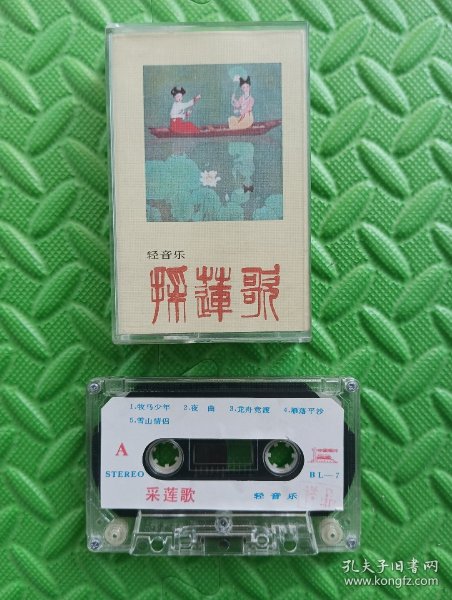 轻音乐
採蓮歌
1.牧马少年 2.夜曲 3.龙舟竞渡 4.雁落平沙
5.雪山情侣
A
STEREO
BL—7
采莲歌 轻音乐
孔夫子旧书网
www.kongfz.com